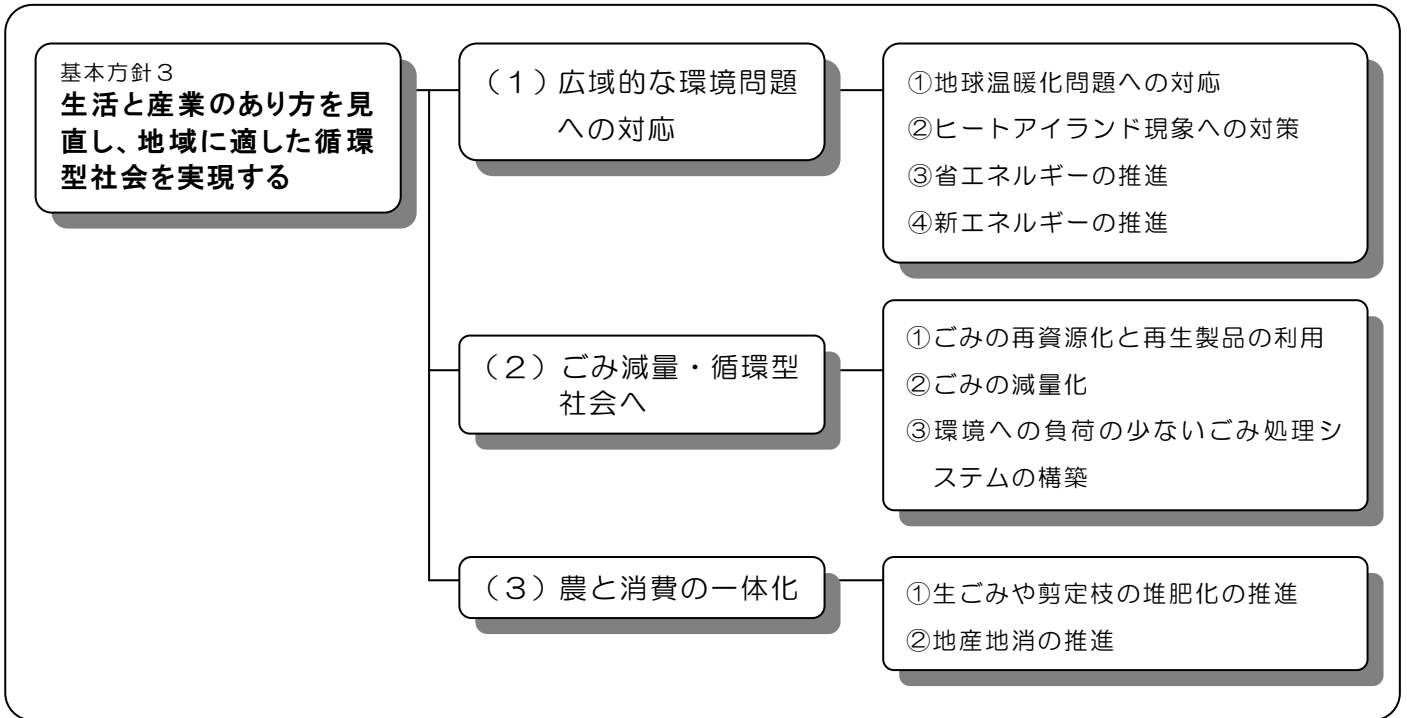 基本方針３
生活と産業のあり方を見
直し、地域に適した循環
型社会を実現する
（１）広域的な環境問題
への対応
①地球温暖化問題への対応
②ヒートアイランド現象への対策
③省エネルギーの推進
④新エネルギーの推進
（２）ごみ減量・循環型
社会へ
①ごみの再資源化と再生製品の利用
②ごみの減量化
③環境への負荷の少ないごみ処理シ
ステムの構築
（３）農と消費の一体化
①生ごみや剪定枝の堆肥化の推進
②地産地消の推進